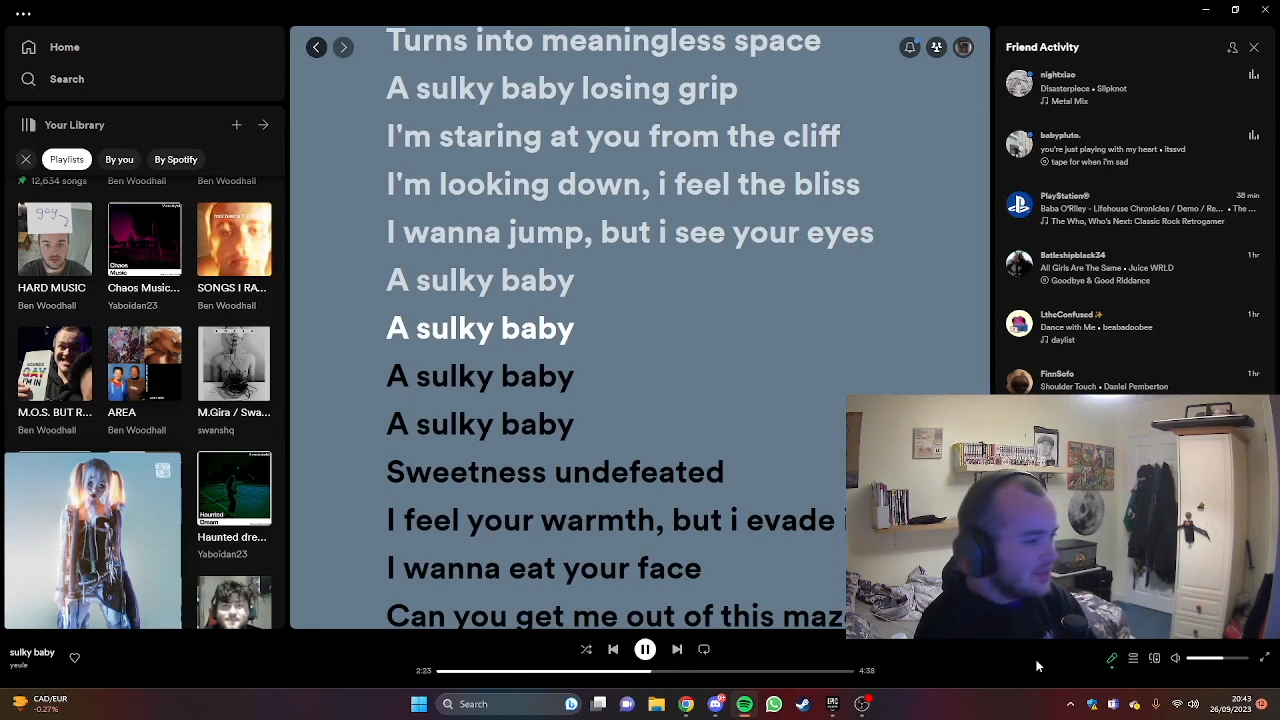 Home
Search
Your Library
Playlists
By you
By Spotify
12,634 songs
Ben Woodhall
Ben Woodhall
gay
Chaos
Music
HARD MUSIC
Chaos Music...
SONGS I RA...
Ben Woodhall
Yaboidan23
Ben Woodhall
M.O.S. BUT R...
AREA
M.Gira / Swa...
Ben Woodhall
Ben Woodhall
swanshq
Haunted
Dream
Haunted dre...
Yaboidan23
Turns into meaningless space
A sulky baby losing grip
I'm staring at you from the cliff
I'm looking down, i feel the bliss
I wanna jump, but i see your eyes
A sulky baby
A sulky baby
A sulky baby
A sulky baby
Sweetness undefeated
I feel your warmth, but i evade
I wanna eat your face
Can you get me out of this maz
Friend Activity
nightxiao
Disasterpiece • Slipknot
Metal Mix
babypluto.
you're just playing with my heart • itssvd
tape for when i'm sad
PlayStation®
38 min
Baba O'Riley - Lifehouse Chronicles / Demo / Re... • The ...
The Who, Who's Next: Classic Rock Retrogamer
Batleshipblack34
1 hr
All Girls Are The Same • Juice WRLD
Goodbye & Good Riddance
LtheConfused✨
1 hr
Dance with Me • beabadoobee
daylist
FinnSofo
1 hr
Shoulder Touch • Daniel Pemberton
sulky baby
yeule
2:23
4:38
CAD/EUR
-0.27%
Search
20:43
26/09/2023